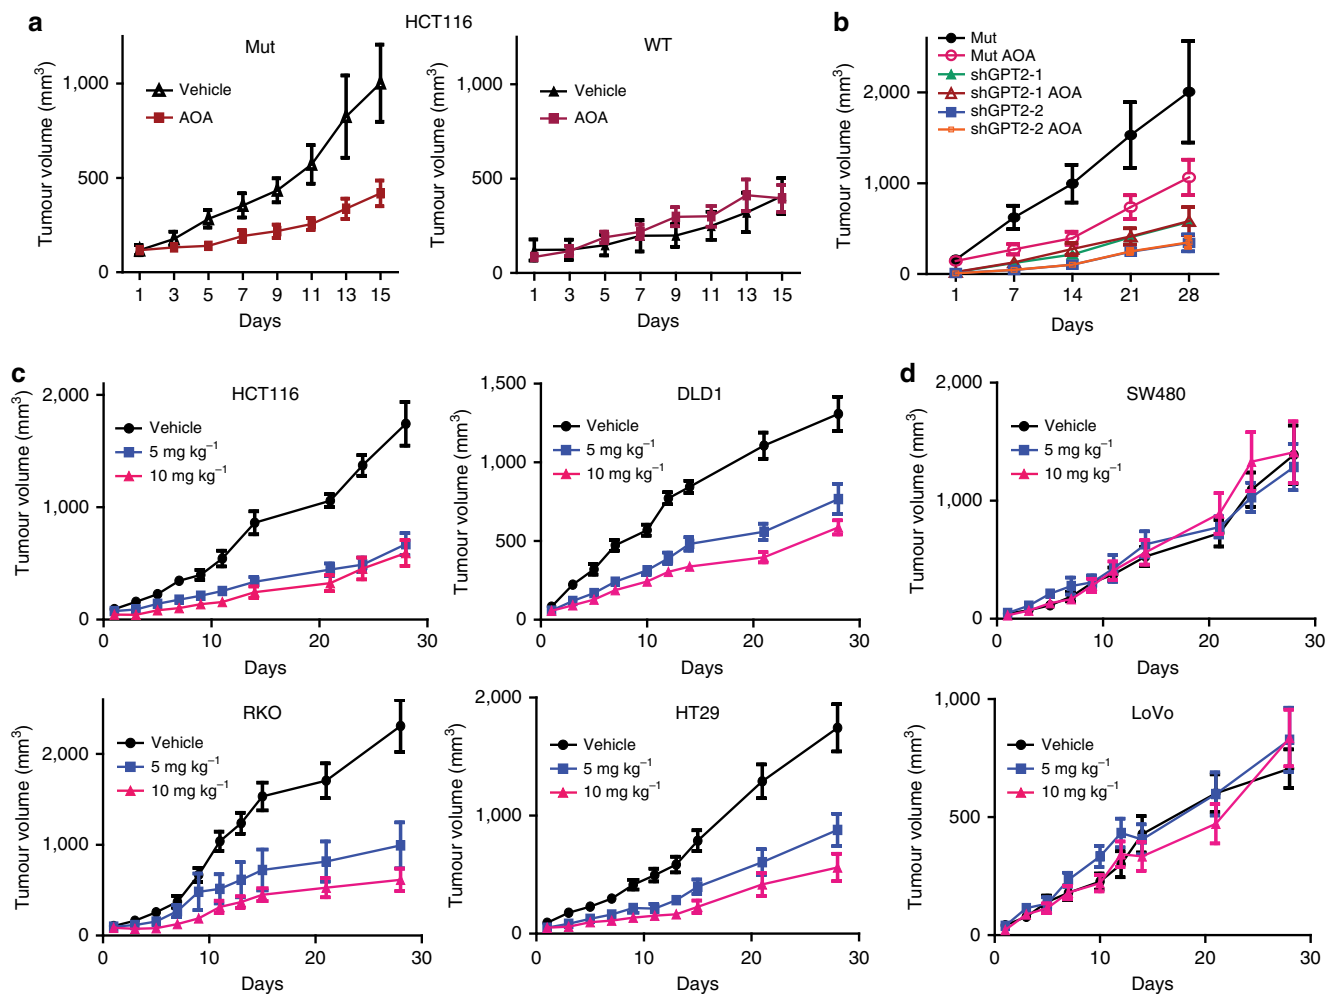 a
HCT116
Mut
Tumour volume (mm³)
1,000
500
0
Vehicle
AOA
1 3 5 7 9 11 13 15
Days
WT
Tumour volume (mm³)
1,000
500
0
Vehicle
AOA
1 3 5 7 9 11 13 15
Days
b
Tumour volume (mm³)
2,000
1,000
0
Mut
Mut AOA
shGPT2-1
shGPT2-1 AOA
shGPT2-2
shGPT2-2 AOA
1 7 14 21 28
Days
c
HCT116
Tumour volume (mm³)
2,000
1,000
0
Vehicle
5 mg kg⁻¹
10 mg kg⁻¹
0 10 20 30
Days
DLD1
Tumour volume (mm³)
1,500
1,000
500
0
Vehicle
5 mg kg⁻¹
10 mg kg⁻¹
0 10 20 30
Days
d
SW480
Tumour volume (mm³)
2,000
1,000
0
Vehicle
5 mg kg⁻¹
10 mg kg⁻¹
0 10 20 30
Days
RKO
Tumour volume (mm³)
2,000
1,000
0
Vehicle
5 mg kg⁻¹
10 mg kg⁻¹
0 10 20 30
Days
HT29
Tumour volume (mm³)
2,000
1,000
0
Vehicle
5 mg kg⁻¹
10 mg kg⁻¹
0 10 20 30
Days
LoVo
Tumour volume (mm³)
1,000
500
0
Vehicle
5 mg kg⁻¹
10 mg kg⁻¹
0 10 20 30
Days